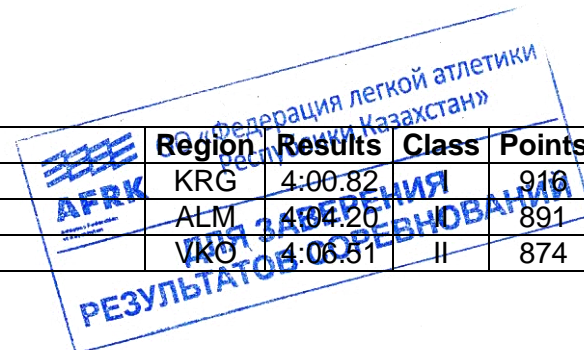 ОО «Федерация легкой атлетики
Республики Казахстан»
AFRK
ДЛЯ ЗАВЕРЕНИЯ
РЕЗУЛЬТАТОВ СОРЕВНОВАНИЙ
Region Results Class Points
KRG 4:00.82 I 916
ALM 4:04.20 II 891
VKO 4:06.51 II 874